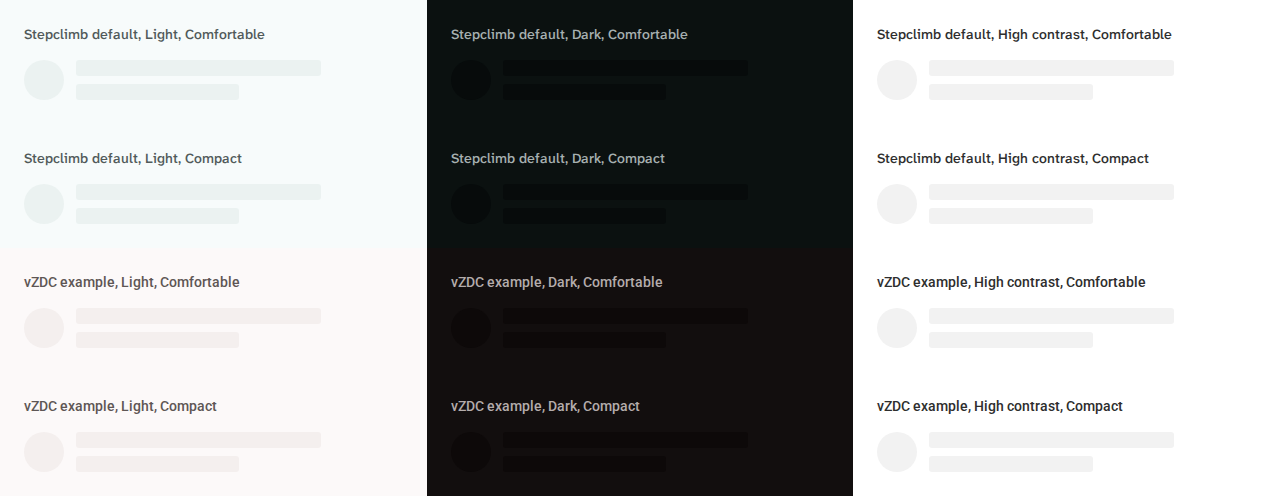 Stepclimb default, Light, Comfortable
Stepclimb default, Dark, Comfortable
Stepclimb default, High contrast, Comfortable
Stepclimb default, Light, Compact
Stepclimb default, Dark, Compact
Stepclimb default, High contrast, Compact
vZDC example, Light, Comfortable
vZDC example, Dark, Comfortable
vZDC example, High contrast, Comfortable
vZDC example, Light, Compact
vZDC example, Dark, Compact
vZDC example, High contrast, Compact